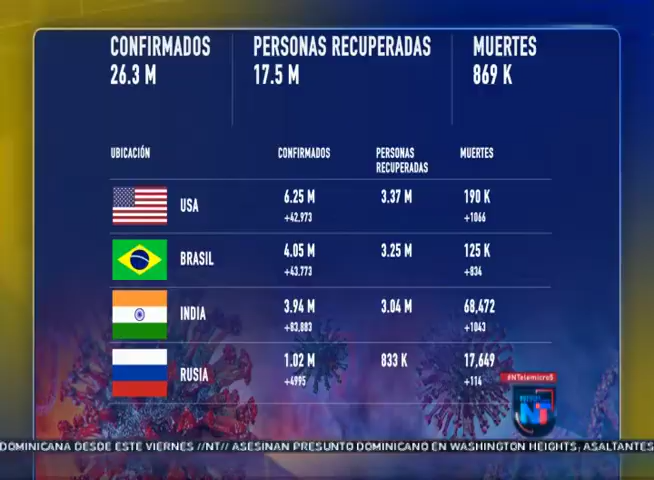 CONFIRMADOS PERSONAS RECUPERADAS MUERTES
26.3 M 17.5 M 869 K
UBICACIÓN CONFIRMADOS PERSONAS RECUPERADAS MUERTES
USA 6.25 M 3.37 M 190 K
+42,973 +1066
BRASIL 4.05 M 3.25 M 125 K
+43,773 +834
INDIA 3.94 M 3.04 M 68,472
+83,883 +1043
RUSIA 1.02 M 833 K 17,649
+4995 +114
#NTelemicro5
NT
DOMINICANA DESDE ESTE VIERNES //NT// ASESINAN PRESUNTO DOMINICANO EN WASHINGTON HEIGHTS, ASALTANTES